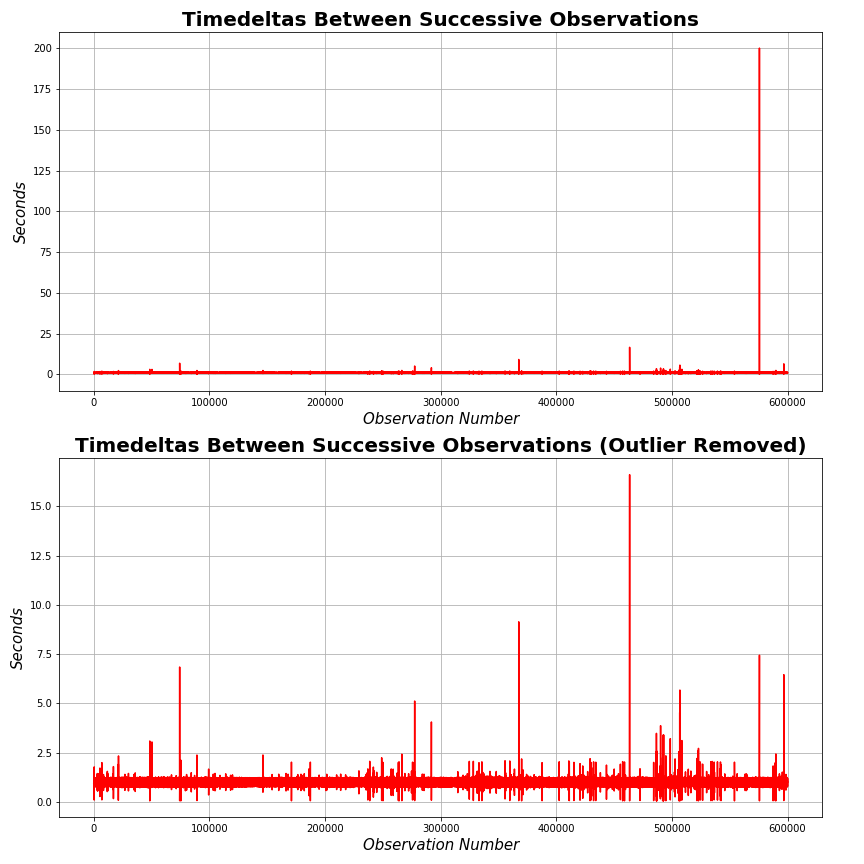 Timedeltas Between Successive Observations
200
175
150
125
100
75
50
25
0
Seconds
0 100000 200000 300000 400000 500000 600000
Observation Number
Timedeltas Between Successive Observations (Outlier Removed)
15.0
12.5
10.0
7.5
5.0
2.5
0.0
Seconds
0 100000 200000 300000 400000 500000 600000
Observation Number